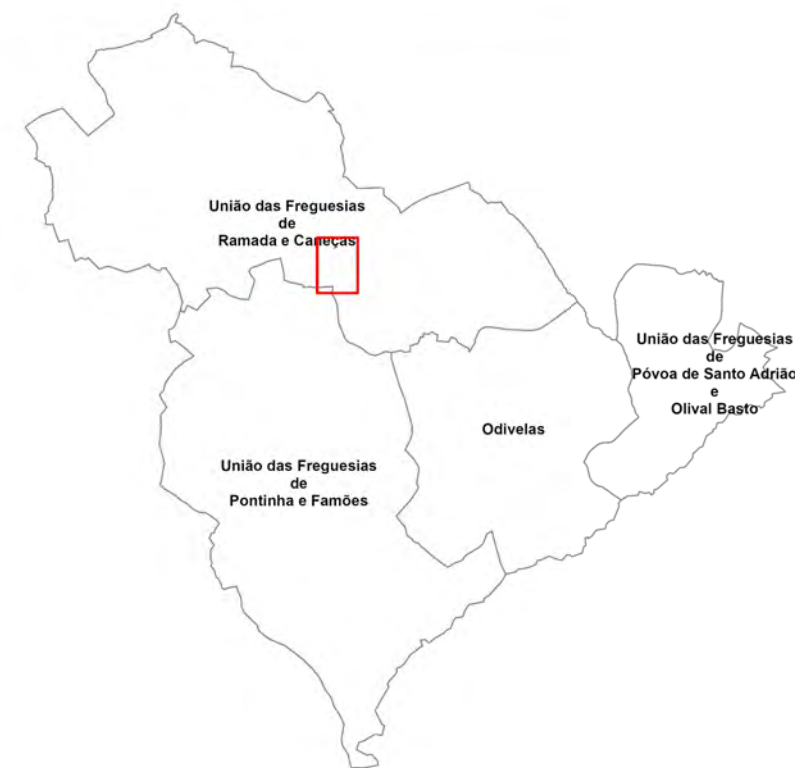 União das Freguesias
de
Ramada e Caneças
União das Freguesias
de
Póvoa de Santo Adrião
e
Olival Basto
Odivelas
União das Freguesias
de
Pontinha e Famões